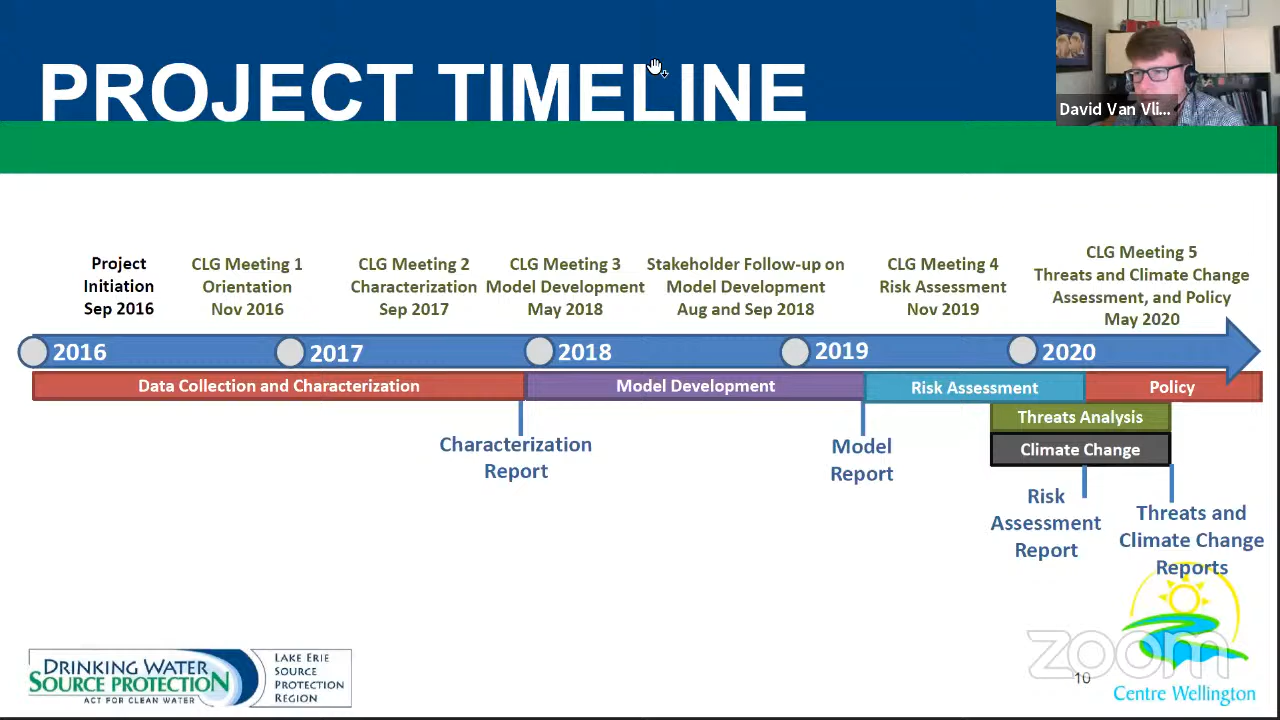 PROJECT TIMELINE
David Van Vli...
Project
Initiation
Sep 2016
CLG Meeting 1
Orientation
Nov 2016
CLG Meeting 2
Characterization
Sep 2017
CLG Meeting 3
Model Development
May 2018
Stakeholder Follow-up on
Model Development
Aug and Sep 2018
CLG Meeting 4
Risk Assessment
Nov 2019
CLG Meeting 5
Threats and Climate Change
Assessment, and Policy
May 2020
2016
2017
2018
2019
2020
Data Collection and Characterization
Model Development
Risk Assessment
Policy
Threats Analysis
Climate Change
Characterization
Report
Model
Report
Risk
Assessment
Report
Threats and
Climate Change
Reports
DRINKING WATER
SOURCE PROTECTION
ACT FOR CLEAN WATER
LAKE ERIE
SOURCE
PROTECTION
REGION
zoom
10
Centre Wellington